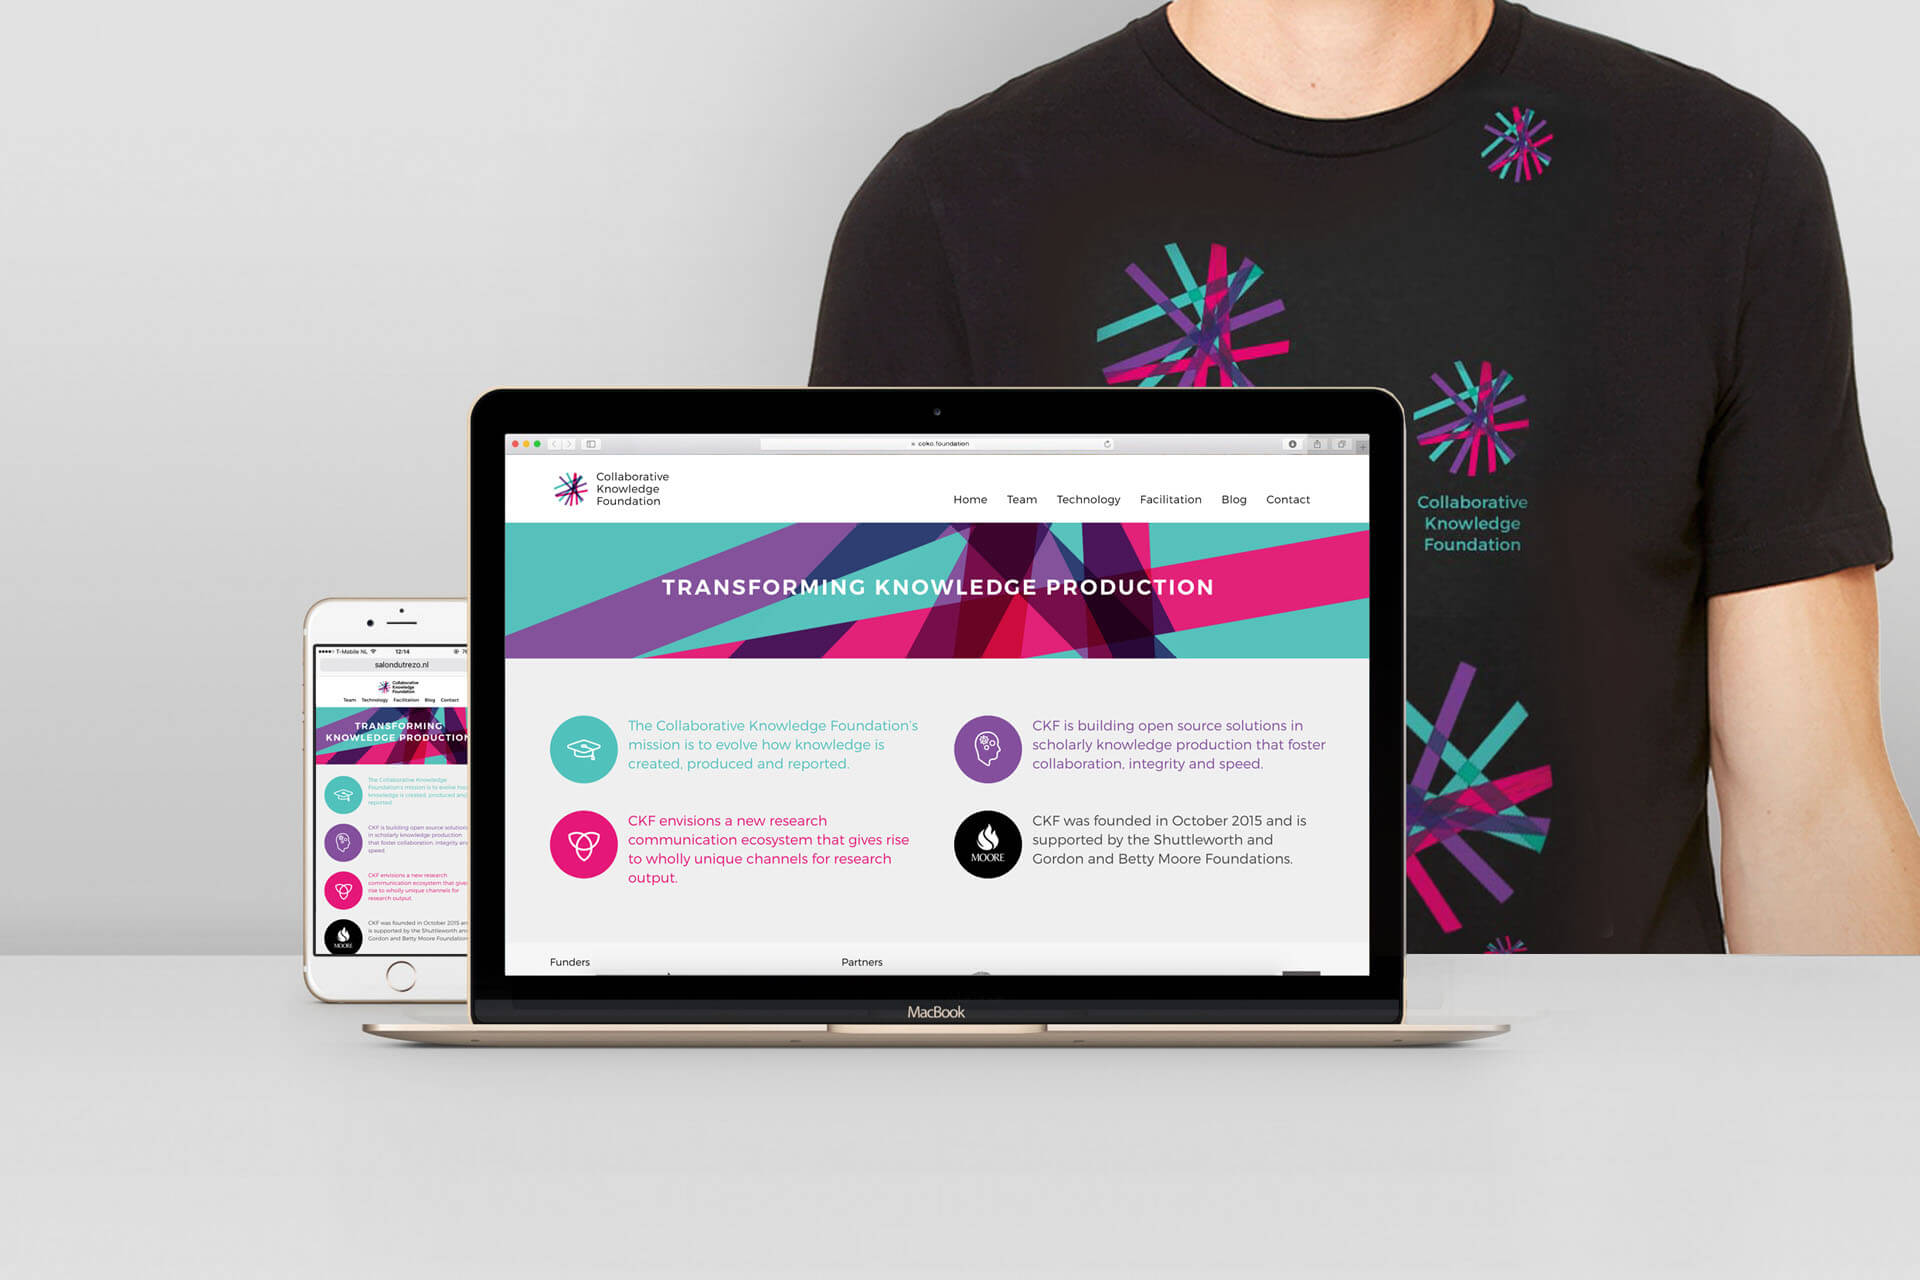 coko.foundation
Collaborative
Knowledge
Foundation
Home Team Technology Facilitation Blog Contact
TRANSFORMING KNOWLEDGE PRODUCTION
The Collaborative Knowledge Foundation's
mission is to evolve how knowledge is
created, produced and reported.
CKF is building open source solutions in
scholarly knowledge production that foster
collaboration, integrity and speed.
CKF envisions a new research
communication ecosystem that gives rise
to wholly unique channels for research
output.
MOORE
CKF was founded in October 2015 and is
supported by the Shuttleworth and
Gordon and Betty Moore Foundations.
Funders Partners
MacBook
T-Mobile NL 12:14
salondutrezo.nl
Collaborative
Knowledge
Foundation
Team Technology Facilitation Blog Contact
TRANSFORMING
KNOWLEDGE PRODUCTION
The Collaborative Knowledge
Foundation's mission is to evolve how
knowledge is created, produced and
reported.
CKF is building open source solutions
in scholarly knowledge production
that foster collaboration, integrity and
speed.
CKF envisions a new research
communication ecosystem that gives
rise to wholly unique channels for
research output.
MOORE
CKF was founded in October 2015 and
is supported by the Shuttleworth and
Gordon and Betty Moore Foundations
Collaborative
Knowledge
Foundation